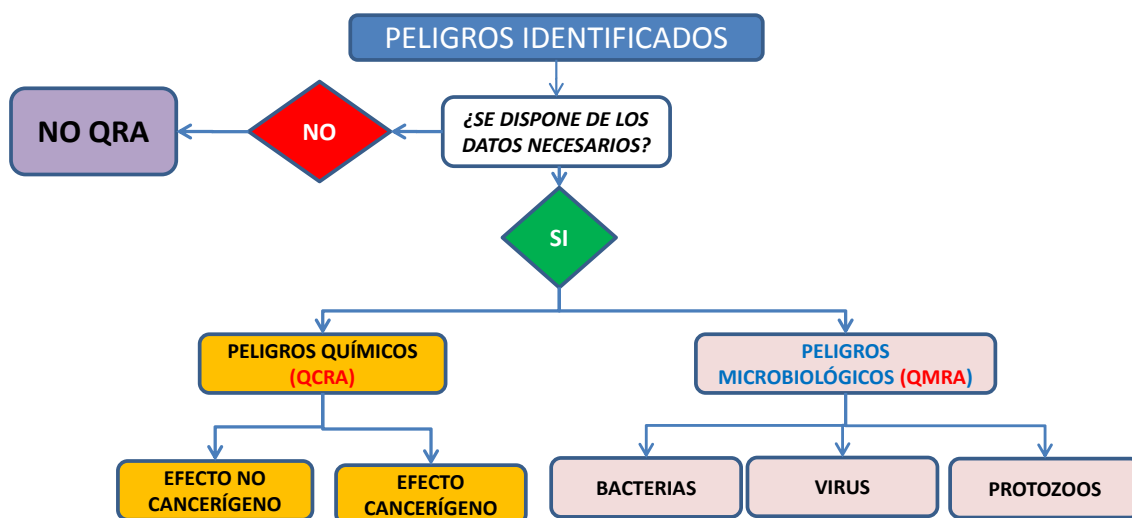 PELIGROS IDENTIFICADOS
¿SE DISPONE DE LOS
DATOS NECESARIOS?
NO
NO QRA
SI
PELIGROS QUÍMICOS
(QCRA)
PELIGROS
MICROBIOLÓGICOS (QMRA)
EFECTO NO
CANCERÍGENO
EFECTO
CANCERÍGENO
BACTERIAS
VIRUS
PROTOZOOS